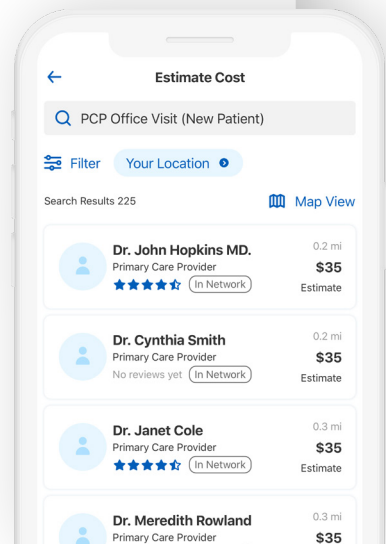 Estimate Cost
PCP Office Visit (New Patient)
Filter Your Location
Search Results 225 Map View
Dr. John Hopkins MD. 0.2 mi
Primary Care Provider $35
In Network Estimate
Dr. Cynthia Smith 0.2 mi
Primary Care Provider $35
No reviews yet In Network Estimate
Dr. Janet Cole 0.3 mi
Primary Care Provider $35
In Network Estimate
Dr. Meredith Rowland 0.3 mi
Primary Care Provider $35